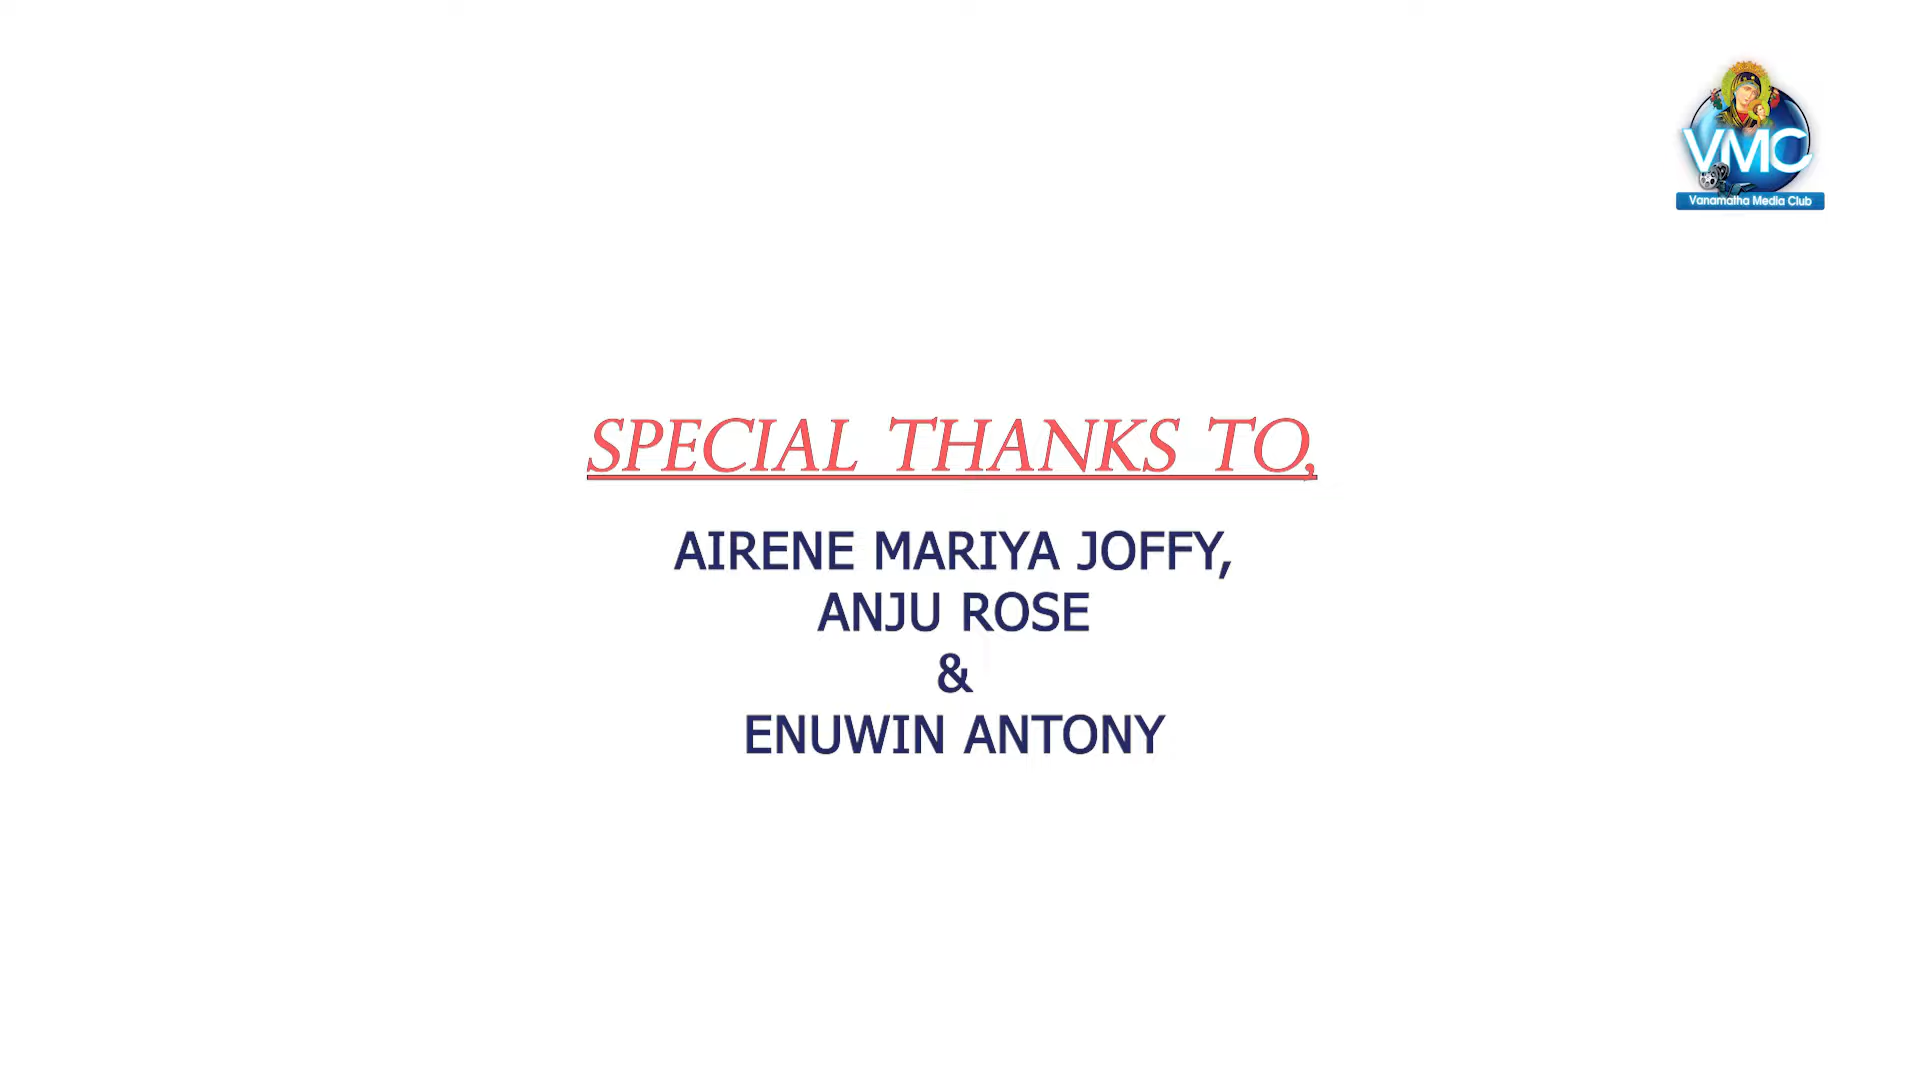 VMC
Vanamatha Media Club
SPECIAL THANKS TO,
AIRENE MARIYA JOFFY,
ANJU ROSE
&
ENUWIN ANTONY